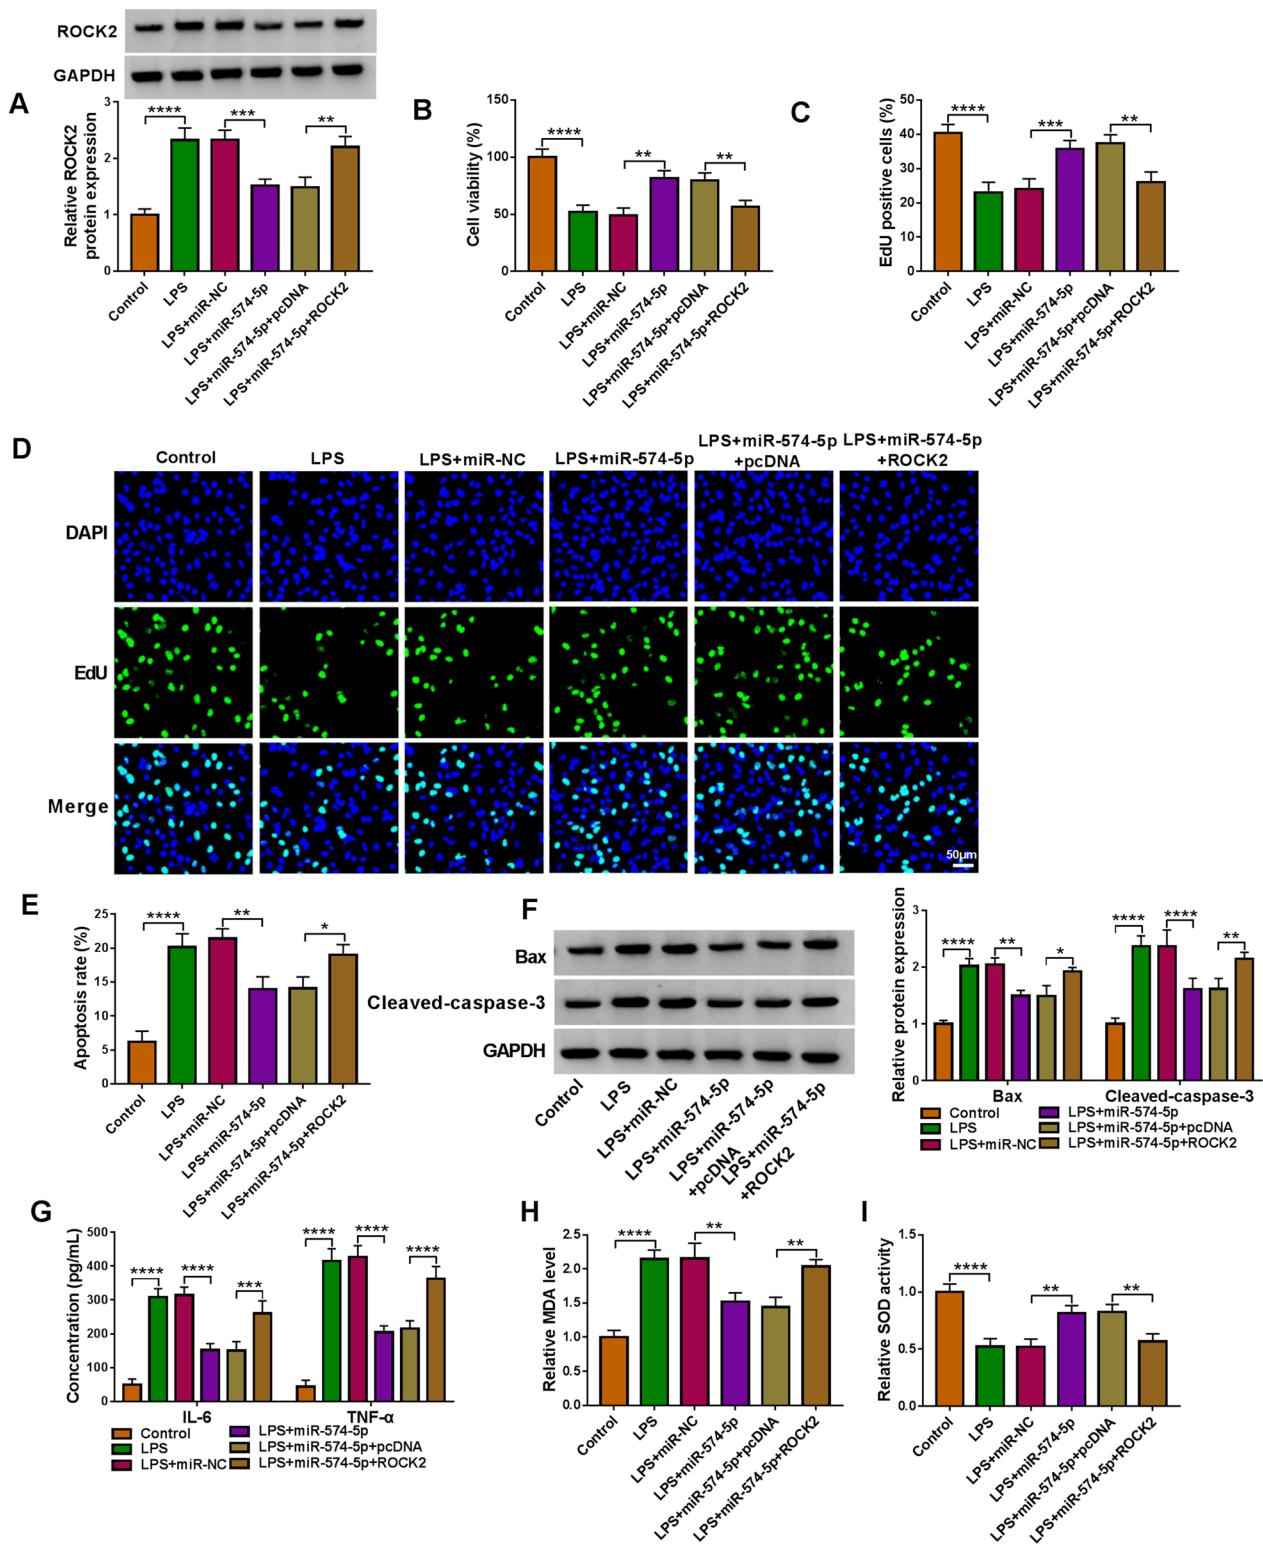 ROCK2
GAPDH
A
Relative ROCK2
protein expression
3
2
1
0
****
***
**
Control
LPS
LPS+miR-NC
LPS+miR-574-5p
LPS+miR-574-5p+pcDNA
LPS+miR-574-5p+ROCK2
B
Cell viability (%)
150
100
50
0
****
**
**
Control
LPS
LPS+miR-NC
LPS+miR-574-5p
LPS+miR-574-5p+pcDNA
LPS+miR-574-5p+ROCK2
C
EdU positive cells (%)
50
40
30
20
10
0
****
***
**
Control
LPS
LPS+miR-NC
LPS+miR-574-5p
LPS+miR-574-5p+pcDNA
LPS+miR-574-5p+ROCK2
D
Control
LPS
LPS+miR-NC
LPS+miR-574-5p
LPS+miR-574-5p
+pcDNA
LPS+miR-574-5p
+ROCK2
DAPI
EdU
Merge
50μm
E
Apoptosis rate (%)
25
20
15
10
5
0
****
**
*
Control
LPS
LPS+miR-NC
LPS+miR-574-5p
LPS+miR-574-5p+pcDNA
LPS+miR-574-5p+ROCK2
F
Bax
Cleaved-caspase-3
GAPDH
Control
LPS
LPS+miR-NC
LPS+miR-574-5p
LPS+miR-574-5p
+pcDNA
LPS+miR-574-5p
+ROCK2
Relative protein expression
3
2
1
0
****
**
*
****
****
**
Bax
Cleaved-caspase-3
Control
LPS
LPS+miR-NC
LPS+miR-574-5p
LPS+miR-574-5p+pcDNA
LPS+miR-574-5p+ROCK2
G
Concentration (pg/mL)
500
400
300
200
100
0
****
****
***
****
****
****
IL-6
TNF-α
Control
LPS
LPS+miR-NC
LPS+miR-574-5p
LPS+miR-574-5p+pcDNA
LPS+miR-574-5p+ROCK2
H
Relative MDA level
2.5
2.0
1.5
1.0
0.5
0.0
****
**
**
Control
LPS
LPS+miR-NC
LPS+miR-574-5p
LPS+miR-574-5p+pcDNA
LPS+miR-574-5p+ROCK2
I
Relative SOD activity
1.5
1.0
0.5
0.0
****
**
**
Control
LPS
LPS+miR-NC
LPS+miR-574-5p
LPS+miR-574-5p+pcDNA
LPS+miR-574-5p+ROCK2